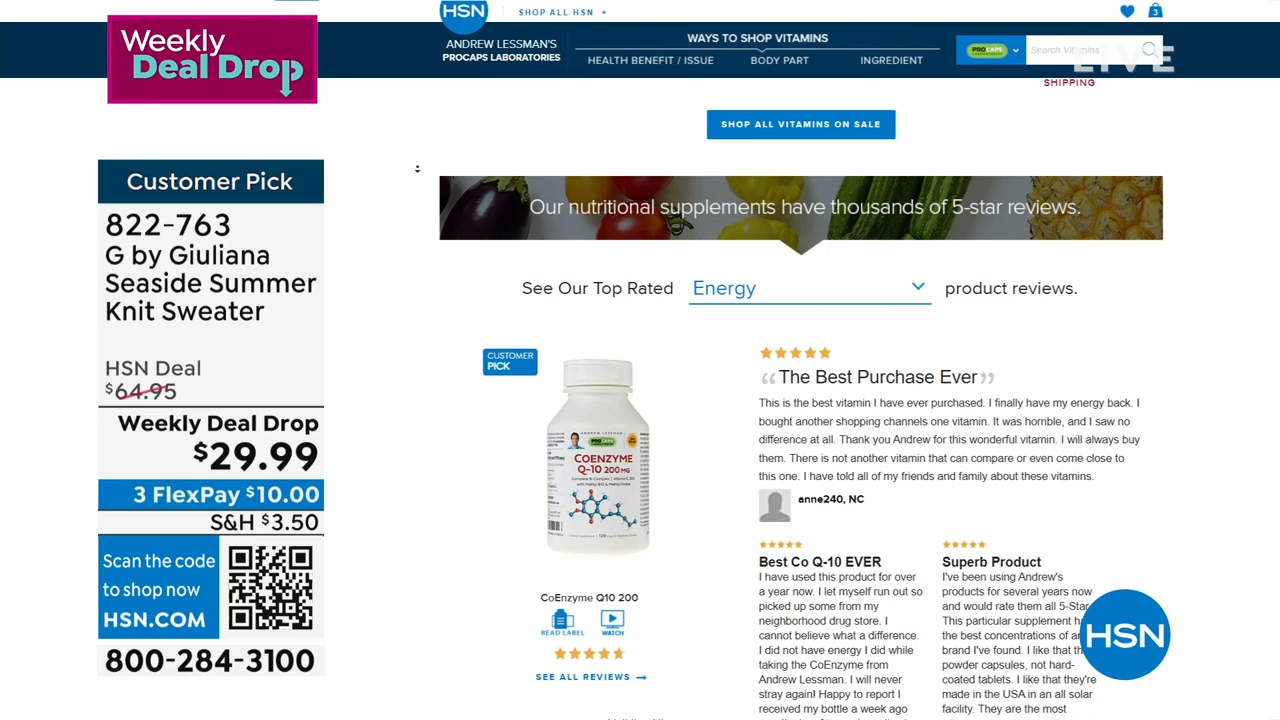 Weekly
Deal Drop
Customer Pick
822-763
G by Giuliana
Seaside Summer
Knit Sweater
HSN Deal
$64.95
Weekly Deal Drop
$29.99
3 FlexPay $10.00
S&H $3.50
Scan the code
to shop now
HSN.COM
800-284-3100
HSN
SHOP ALL HSN +
3
ANDREW LESSMAN'S
PROCAPS LABORATORIES
WAYS TO SHOP VITAMINS
HEALTH BENEFIT / ISSUE
BODY PART
INGREDIENT
PROCAPS
Search Vitamins
LIVE
SHIPPING
SHOP ALL VITAMINS ON SALE
Our nutritional supplements have thousands of 5-star reviews.
See Our Top Rated Energy product reviews.
CUSTOMER
PICK
ANDREW LESSMAN
PROCAPS
COENZYME
Q-10 200 MG
CoEnzyme Q10 200
READ LABEL
WATCH
SEE ALL REVIEWS
“The Best Purchase Ever”
This is the best vitamin I have ever purchased. I finally have my energy back. I
bought another shopping channels one vitamin. It was horrible, and I saw no
difference at all. Thank you Andrew for this wonderful vitamin. I will always buy
them. There is not another vitamin that can compare or even come close to
this one. I have told all of my friends and family about these vitamins.
anne240, NC
Best Co Q-10 EVER
I have used this product for over
a year now. I let myself run out so
picked up some from my
neighborhood drug store. I
cannot believe what a difference.
I did not have energy I did while
taking the CoEnzyme from
Andrew Lessman. I will never
stray again! Happy to report I
received my bottle a week ago
Superb Product
I've been using Andrew's
products for several years now
and would rate them all 5-Star
This particular supplement
the best concentrations of
brand I've found. I like that
powder capsules, not hard-
coated tablets. I like that they're
made in the USA in an all solar
facility. They are the most
HSN